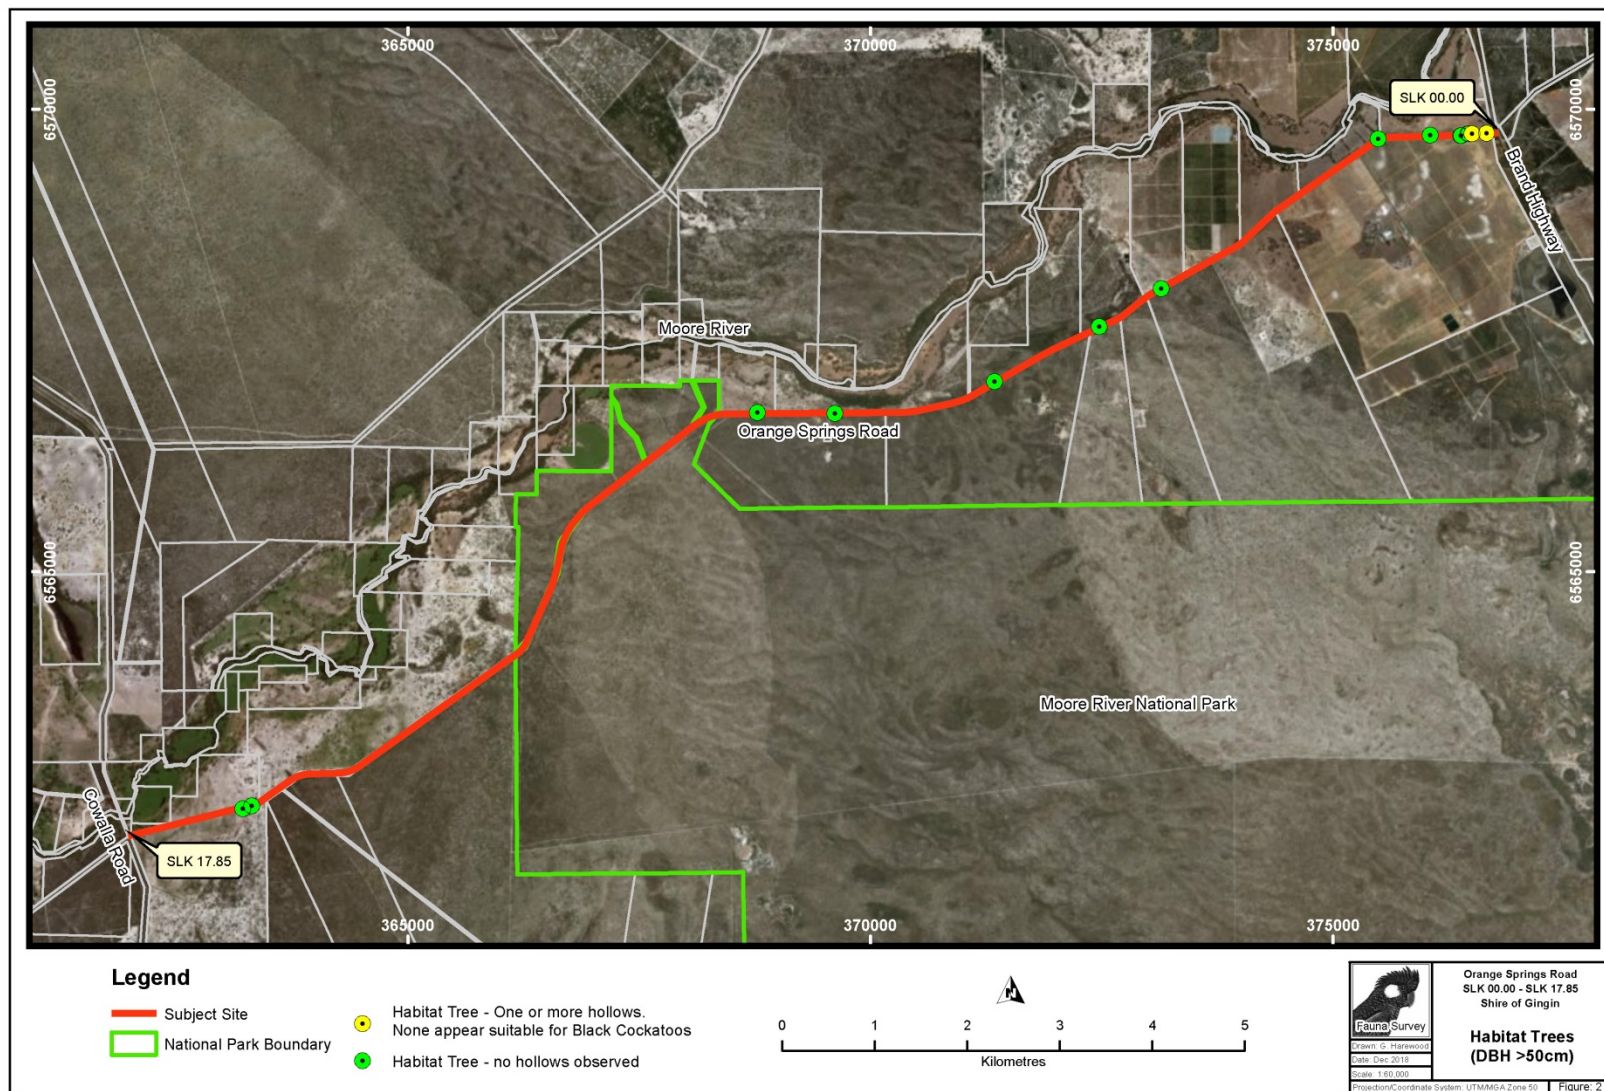 365000
370000
375000
6570000
6570000
SLK 00.00
Brand Highway
Moore River
Orange Springs Road
6565000
6565000
Moore River National Park
Cowalla Road
SLK 17.85
365000
370000
375000
Legend
Subject Site
National Park Boundary
Habitat Tree - One or more hollows.
None appear suitable for Black Cockatoos
Habitat Tree - no hollows observed
N
0 1 2 3 4 5
Kilometres
Fauna Survey
Drawn: G. Harewood
Date: Dec 2018
Scale: 1:60,000
Projection/Coordinate System: UTM/MGA Zone 50
Orange Springs Road
SLK 00.00 - SLK 17.85
Shire of Gingin
Habitat Trees
(DBH >50cm)
Figure: 2